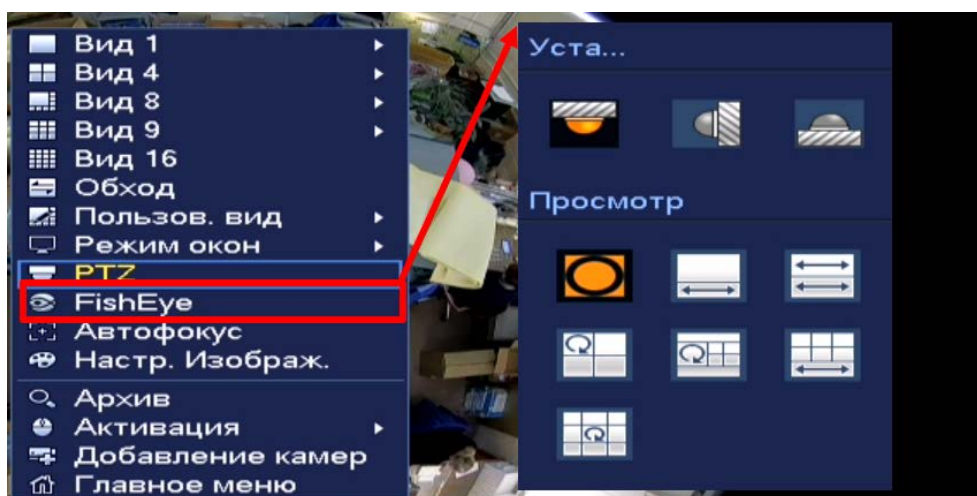 Вид 1
Вид 4
Вид 8
Вид 9
Вид 16
Обход
Пользов. вид
Режим окон
PTZ
FishEye
Автофокус
Настр. Изображ.
Архив
Активация
Добавление камер
Главное меню
Уста...
Просмотр